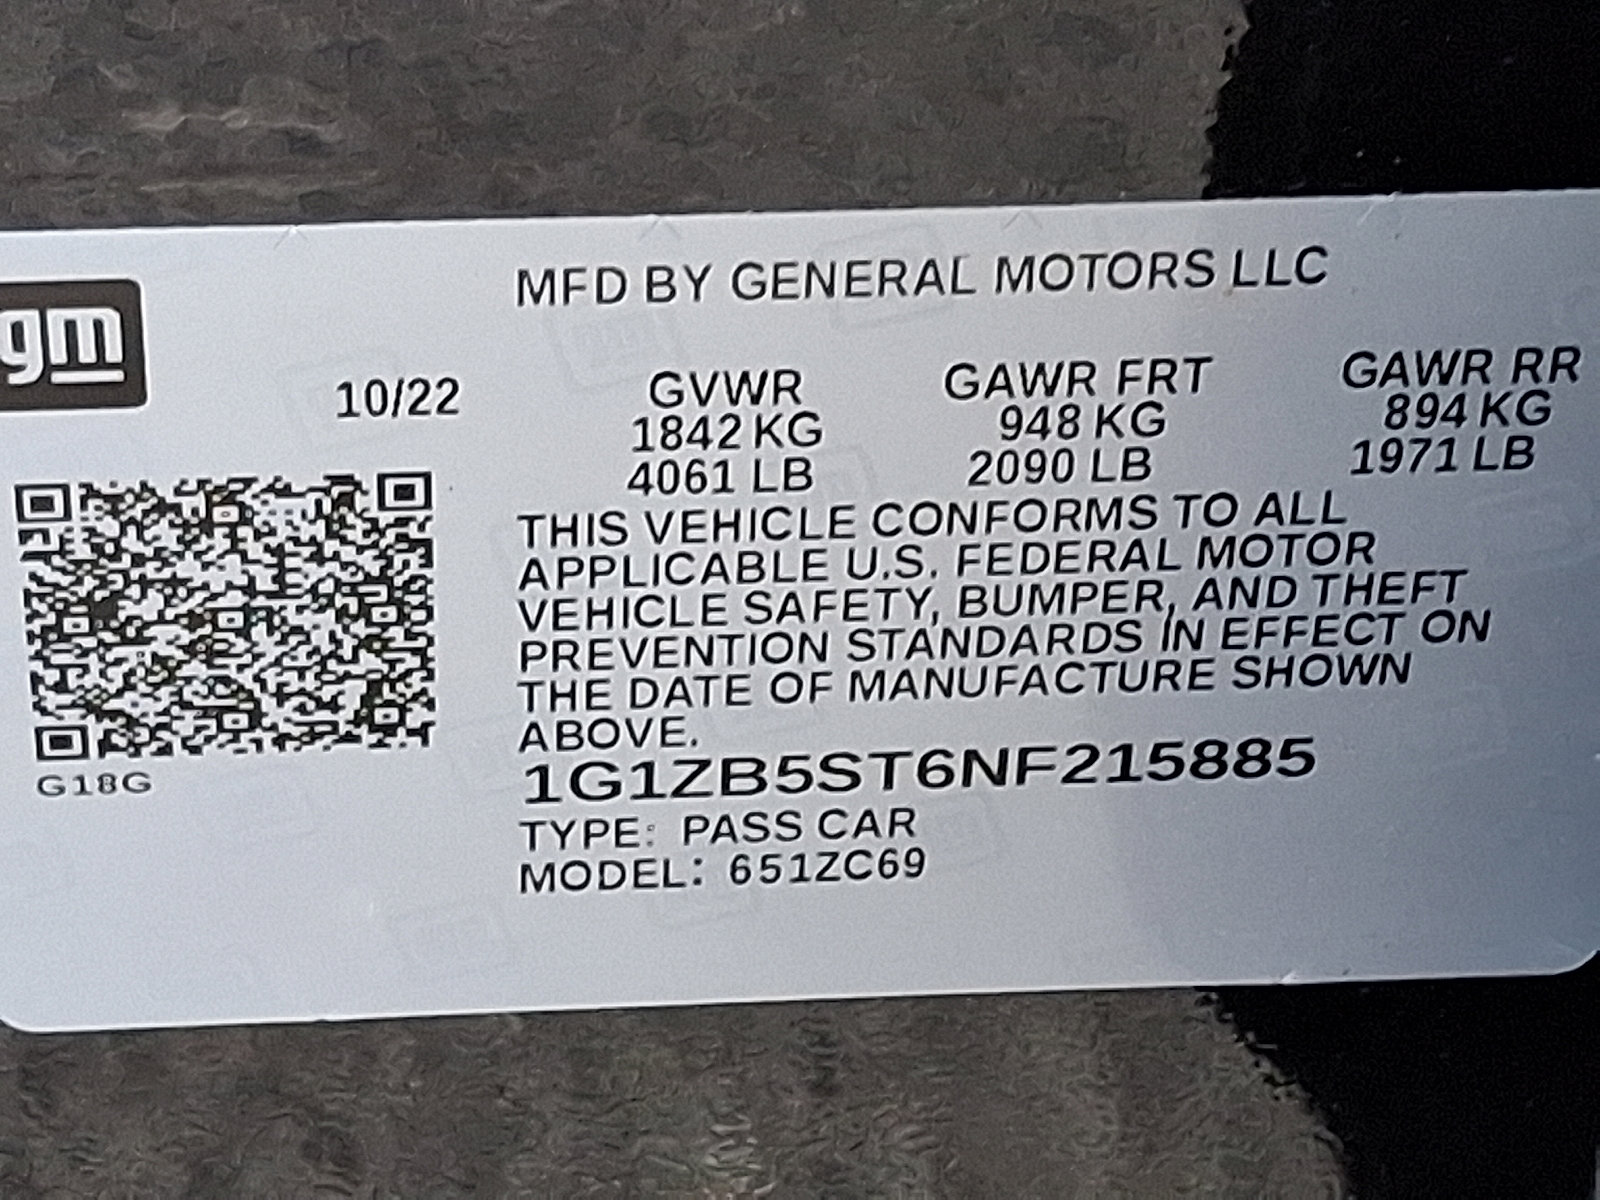 MFD BY GENERAL MOTORS LLC
gm
10/22
GVWR GAWR FRT GAWR RR
1842 KG 948 KG 894 KG
4061 LB 2090 LB 1971 LB
THIS VEHICLE CONFORMS TO ALL
APPLICABLE U.S. FEDERAL MOTOR
VEHICLE SAFETY, BUMPER, AND THEFT
PREVENTION STANDARDS IN EFFECT ON
THE DATE OF MANUFACTURE SHOWN
ABOVE.
1G1ZB5ST6NF215885
G18G
TYPE: PASS CAR
MODEL: 651ZC69